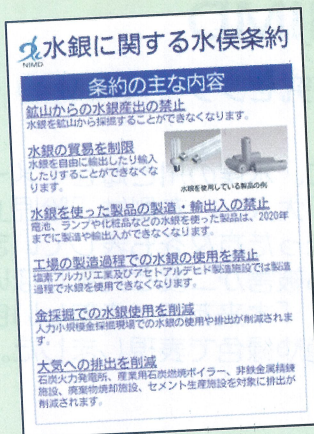 水銀に関する水俣条約
NIMD
条約の主な内容
鉱山からの水銀産出の禁止
水銀を鉱山から採掘することができなくなります。
水銀の貿易を制限
水銀を自由に輸出したり輸入
したりすることができなくな
ります。
水銀を使用している製品の例
水銀を使った製品の製造・輸出入の禁止
電池、ランプや化粧品などの水銀を使った製品は、2020年
までに製造や輸出入ができなくなります。
工場の製造過程での水銀の使用を禁止
塩素アルカリ工業及びアセトアルデヒド製造施設では製造
過程で水銀を使用できなくなります。
金採掘での水銀使用を削減
人力小規模金採掘現場での水銀の使用や排出が削減されま
す。
大気への排出を削減
石炭火力発電所、産業用石炭燃焼ボイラー、非鉄金属精錬
施設、廃棄物焼却施設、セメント生産施設を対象に排出が
削減されます。